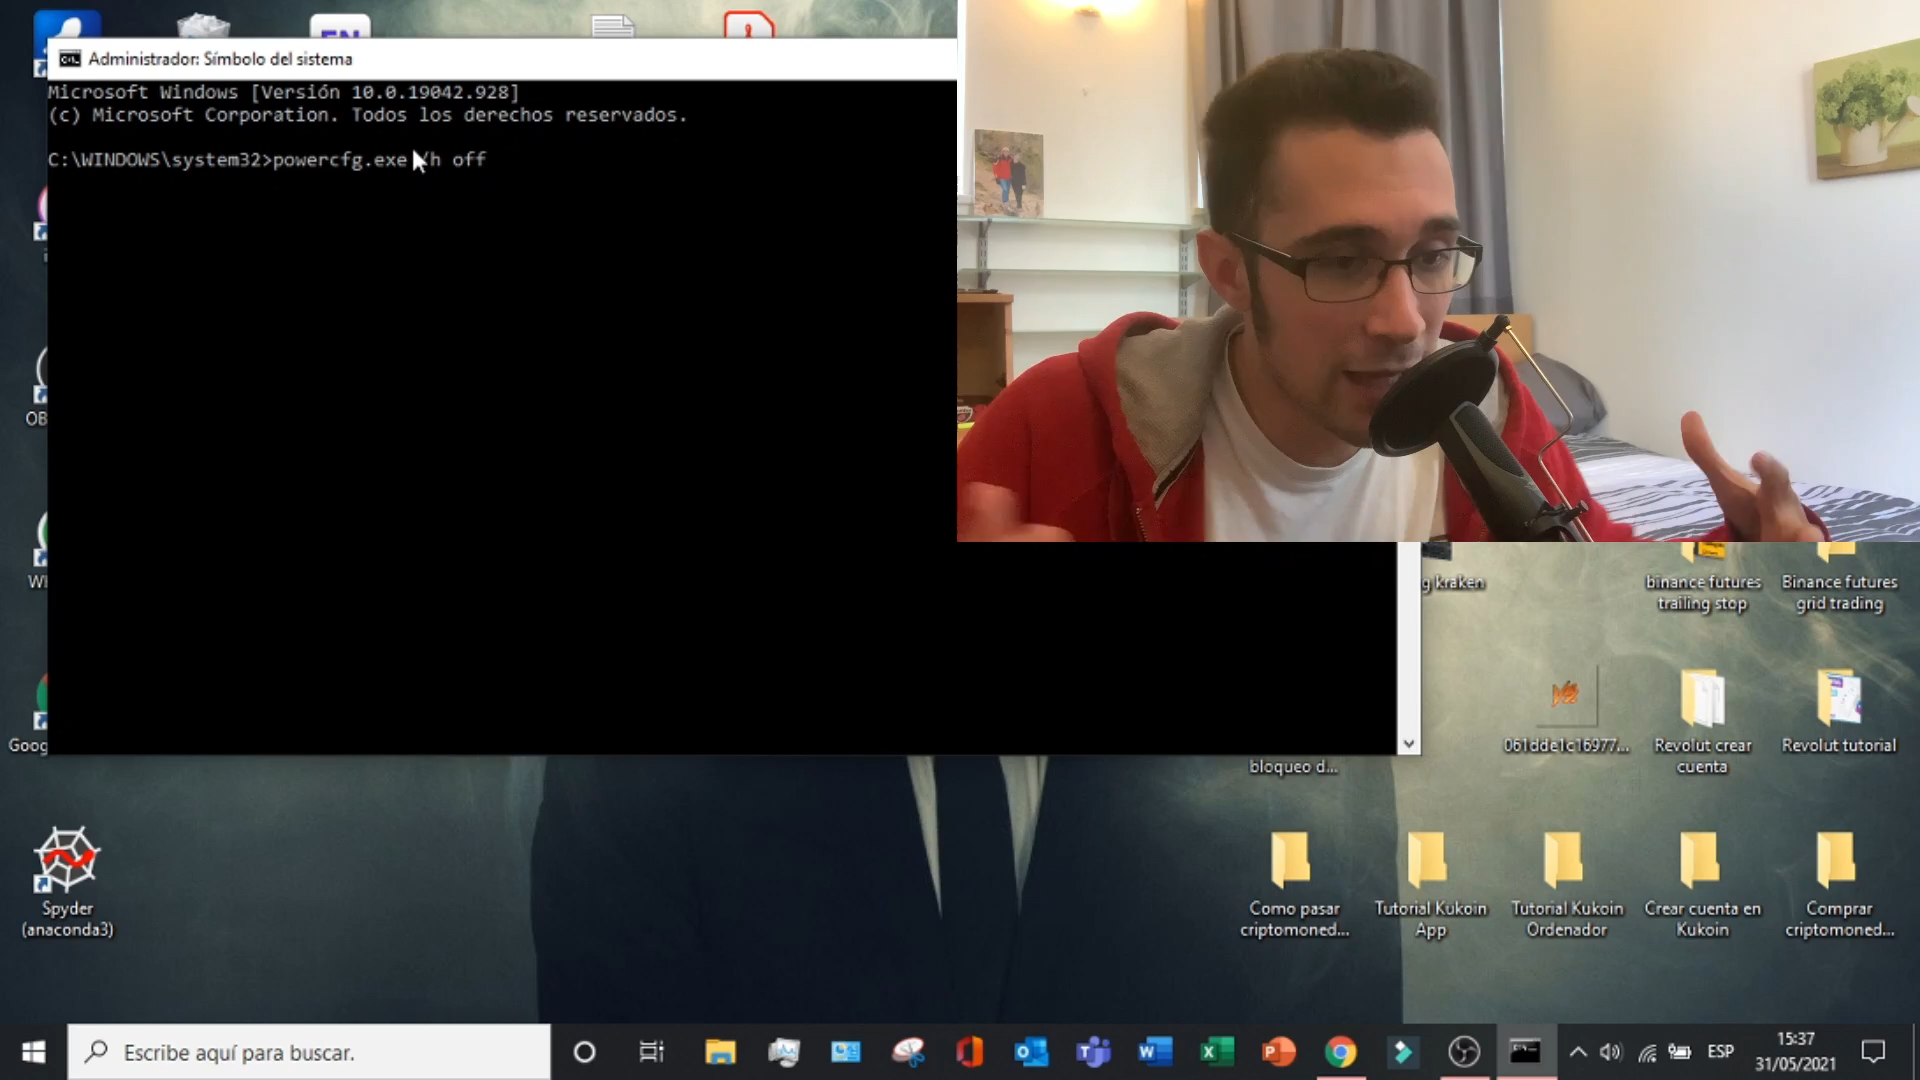 EN
Administrador: Símbolo del sistema
Microsoft Windows [Versión 10.0.19042.928]
(c) Microsoft Corporation. Todos los derechos reservados.
C:\WINDOWS\system32>powercfg.exe /h off
OB
Goog
g kraken
binance futures
trailing stop
Binance futures
grid trading
bloqueo d...
061dde1c16977...
Revolut crear
cuenta
Revolut tutorial
Spyder
(anaconda3)
Como pasar
criptomoned...
Tutorial Kukoin
App
Tutorial Kukoin
Ordenador
Crear cuenta en
Kukoin
Comprar
criptomoned...
Escribe aquí para buscar.
ESP
15:37
31/05/2021